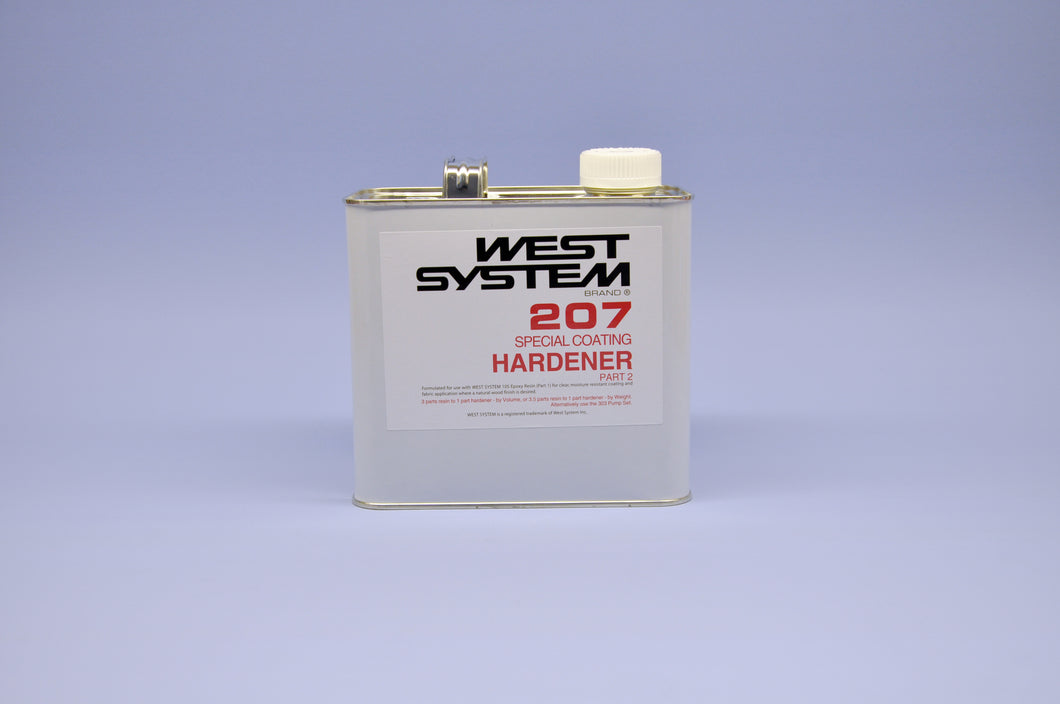 WEST
SYSTEM
BRAND ®
207
SPECIAL COATING
HARDENER
PART 2
Formulated for use with WEST SYSTEM 105 Epoxy Resin (Part 1) for clear, moisture resistant coating and
fabric application where a natural wood finish is desired.
3 parts resin to 1 part hardener - by Volume, or 3.5 parts resin to 1 part hardener - by Weight.
Alternatively use the 303 Pump Set.
WEST SYSTEM is a registered trademark of West System Inc.